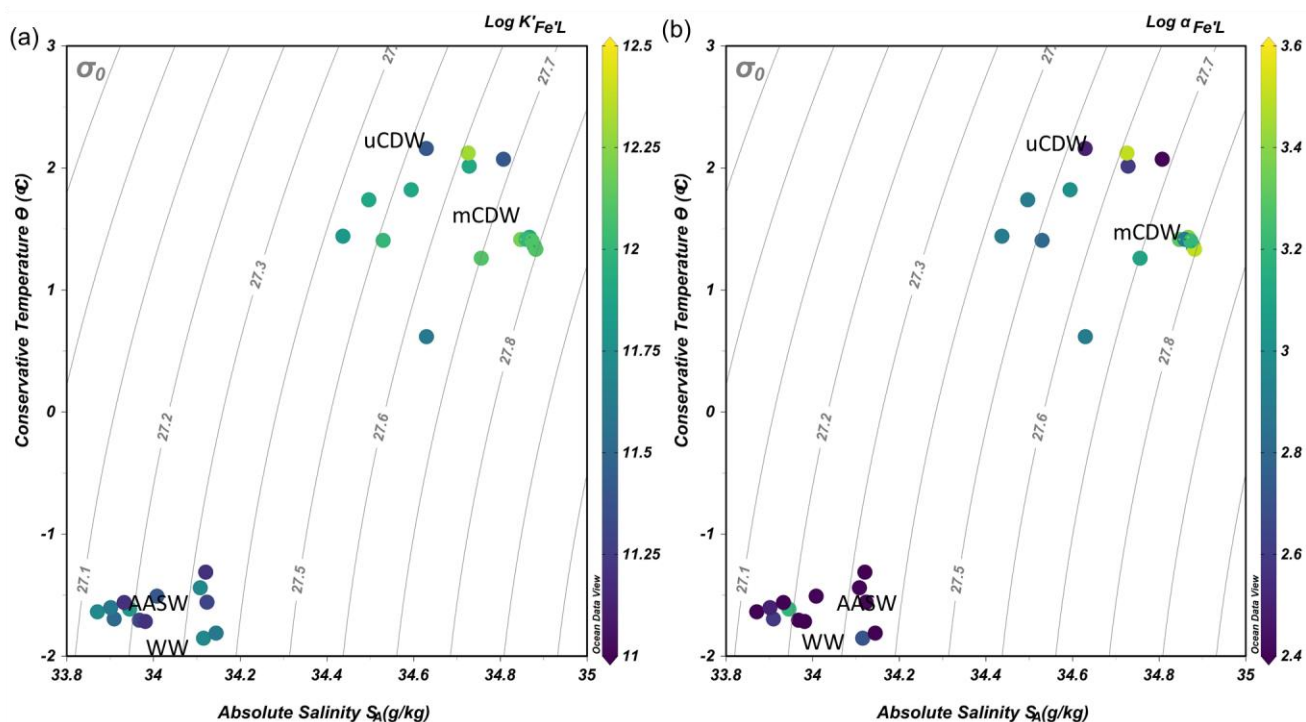 (a)
Log K'Fe'L
3
2
1
0
-1
-2
33.8
34
34.2
34.4
34.6
34.8
35
Conservative Temperature Θ (°C)
Absolute Salinity SA(g/kg)
σ0
27.7
27.3
27.8
27.2
27.6
27.1
27.5
uCDW
mCDW
AASW
WW
12.5
12.25
12
11.75
11.5
11.25
11
Ocean Data View
(b)
Log αFe'L
3
2
1
0
-1
-2
33.8
34
34.2
34.4
34.6
34.8
35
Conservative Temperature Θ (°C)
Absolute Salinity SA(g/kg)
σ0
27.7
27.3
27.8
27.2
27.6
27.1
27.5
uCDW
mCDW
AASW
WW
3.6
3.4
3.2
3
2.8
2.6
2.4
Ocean Data View